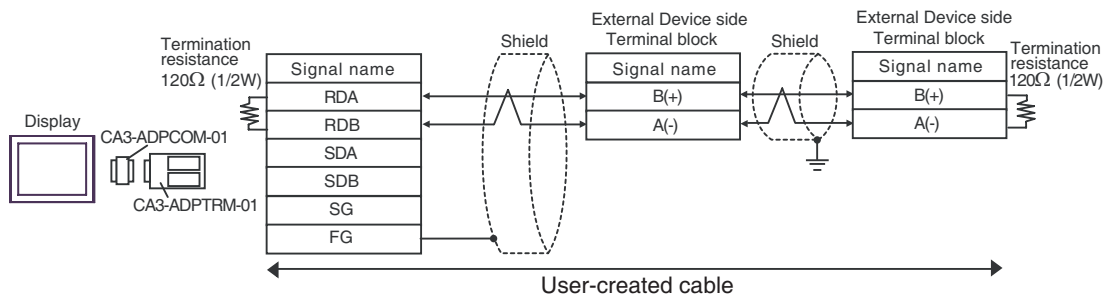 External Device side
Terminal block
External Device side
Terminal block
Termination
resistance
120Ω (1/2W)
Shield
Shield
Termination
resistance
120Ω (1/2W)
Signal name
RDA
RDB
SDA
SDB
SG
FG
Signal name
B(+)
A(-)
Signal name
B(+)
A(-)
Display
CA3-ADPCOM-01
CA3-ADPTRM-01
User-created cable